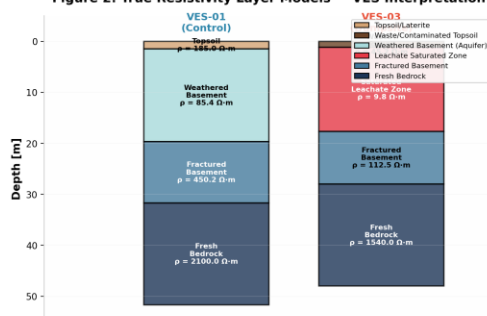 Figure 2: True Resistivity Layer Models — VES Interpretation
VES-01
(Control)
VES-03
Topsoil/Laterite
Waste/Contaminated Topsoil
Weathered Basement (Aquifer)
Leachate Saturated Zone
Fractured Basement
Fresh Bedrock
Depth [m]
0
10
20
30
40
50
Topsoil
ρ = 185.0 Ω·m
Weathered
Basement
ρ = 85.4 Ω·m
Fractured
Basement
ρ = 450.2 Ω·m
Fresh
Bedrock
ρ = 2100.0 Ω·m
Leachate Zone
ρ = 9.8 Ω·m
Fractured
Basement
ρ = 112.5 Ω·m
Fresh
Bedrock
ρ = 1540.0 Ω·m